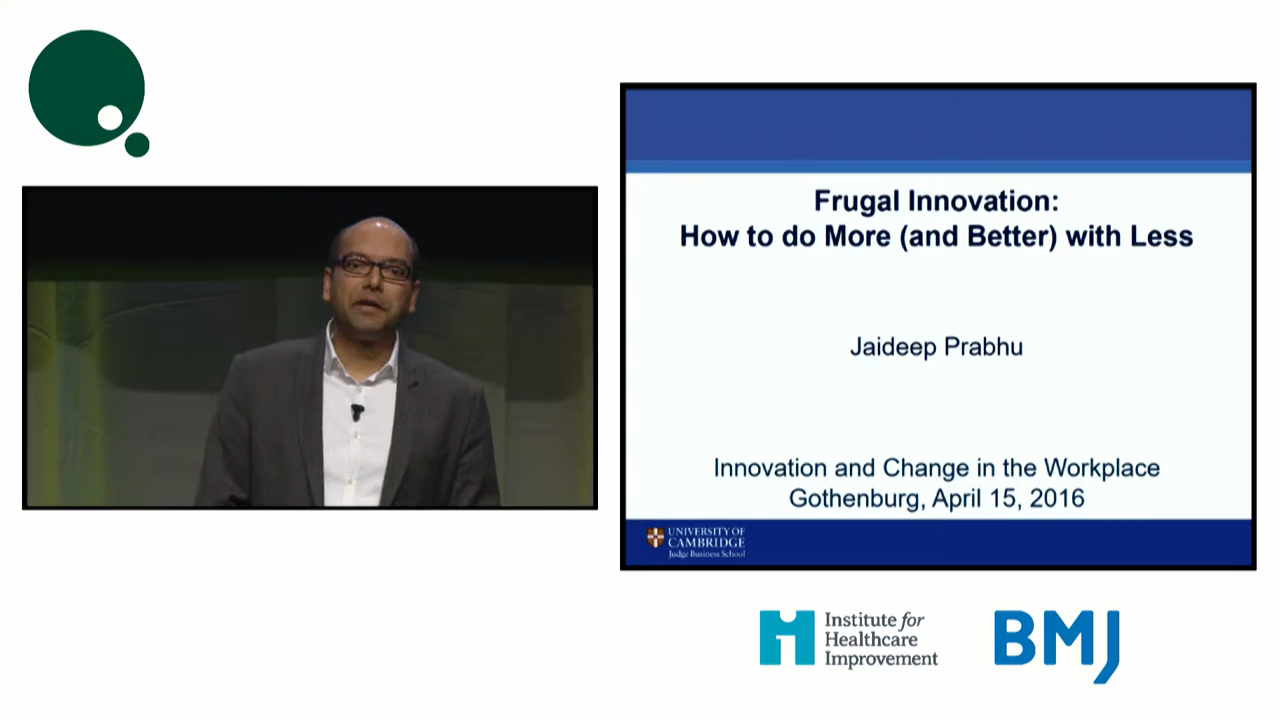 Frugal Innovation:
How to do More (and Better) with Less
Jaideep Prabhu
Innovation and Change in the Workplace
Gothenburg, April 15, 2016
UNIVERSITY OF
CAMBRIDGE
Judge Business School
Institute for
Healthcare
Improvement
BMJ